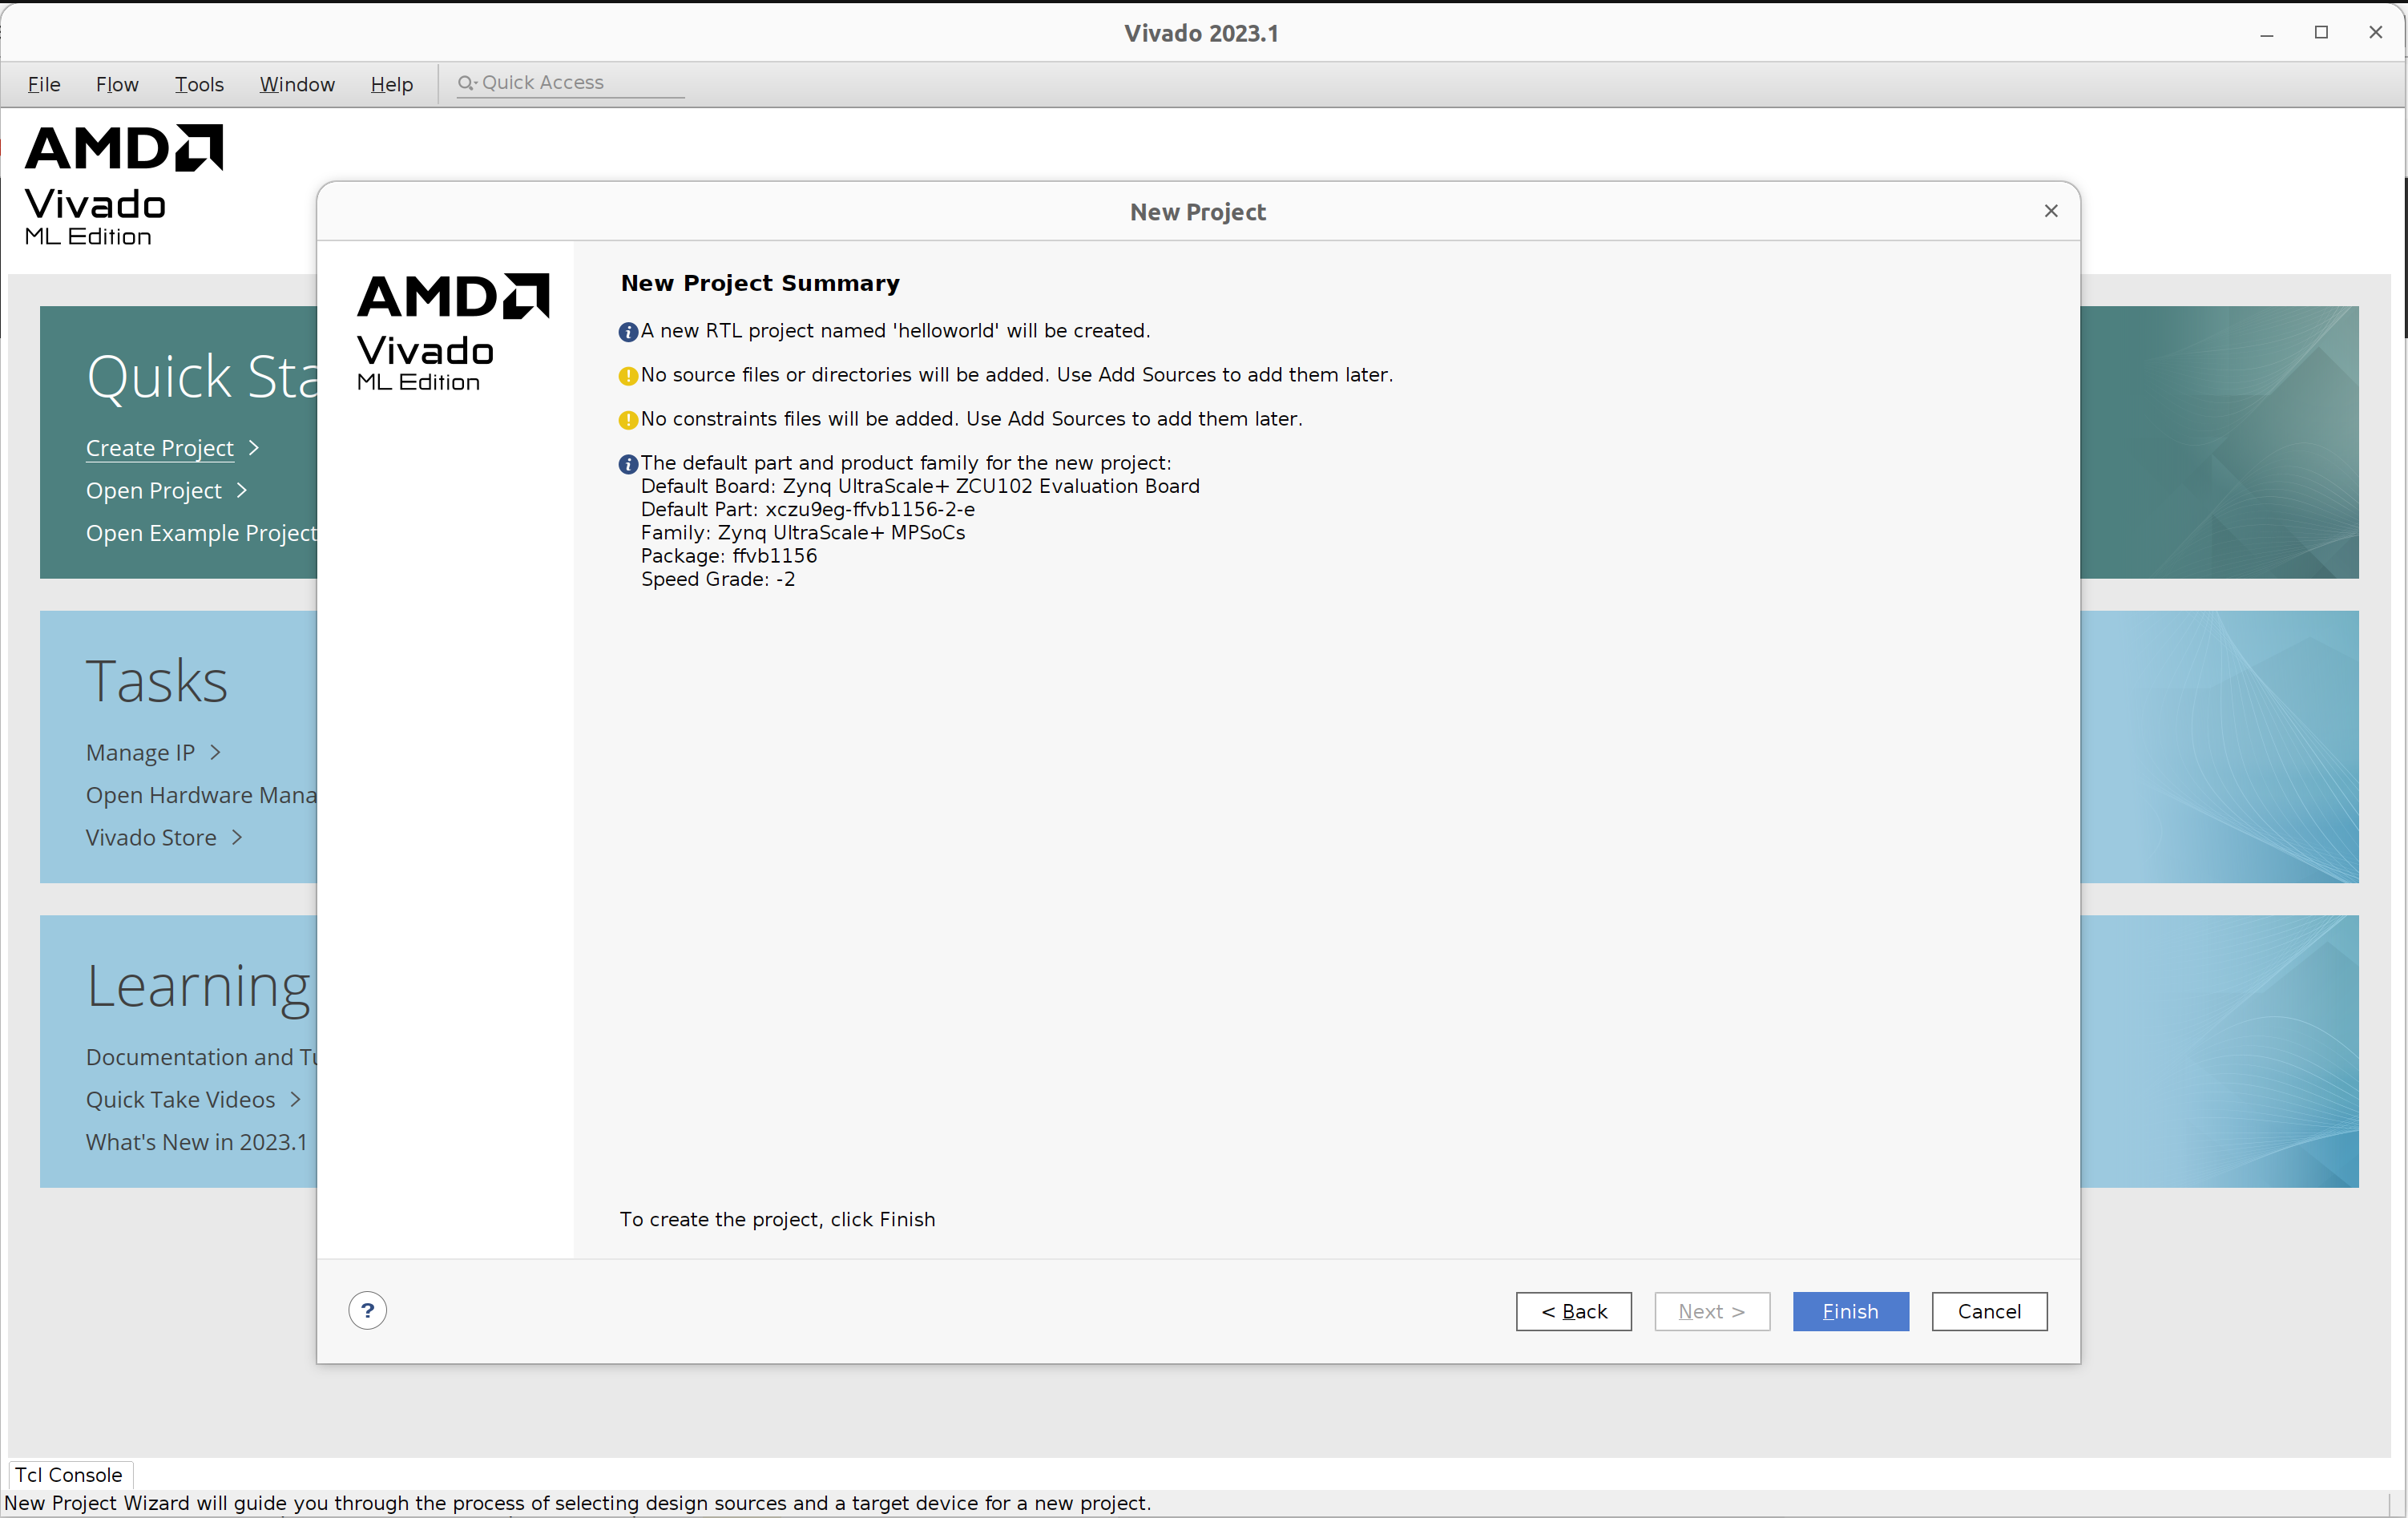 Vivado 2023.1
File Flow Tools Window Help Quick Access
AMD
Vivado
ML Edition
Quick Sta
Create Project >
Open Project >
Open Example Project
Tasks
Manage IP >
Open Hardware Mana
Vivado Store >
Learning
Documentation and Tu
Quick Take Videos >
What's New in 2023.1
New Project
AMD
Vivado
ML Edition
New Project Summary
A new RTL project named 'helloworld' will be created.
No source files or directories will be added. Use Add Sources to add them later.
No constraints files will be added. Use Add Sources to add them later.
The default part and product family for the new project:
Default Board: Zynq UltraScale+ ZCU102 Evaluation Board
Default Part: xczu9eg-ffvb1156-2-e
Family: Zynq UltraScale+ MPSoCs
Package: ffvb1156
Speed Grade: -2
To create the project, click Finish
? < Back Next > Finish Cancel
Tcl Console
New Project Wizard will guide you through the process of selecting design sources and a target device for a new project.